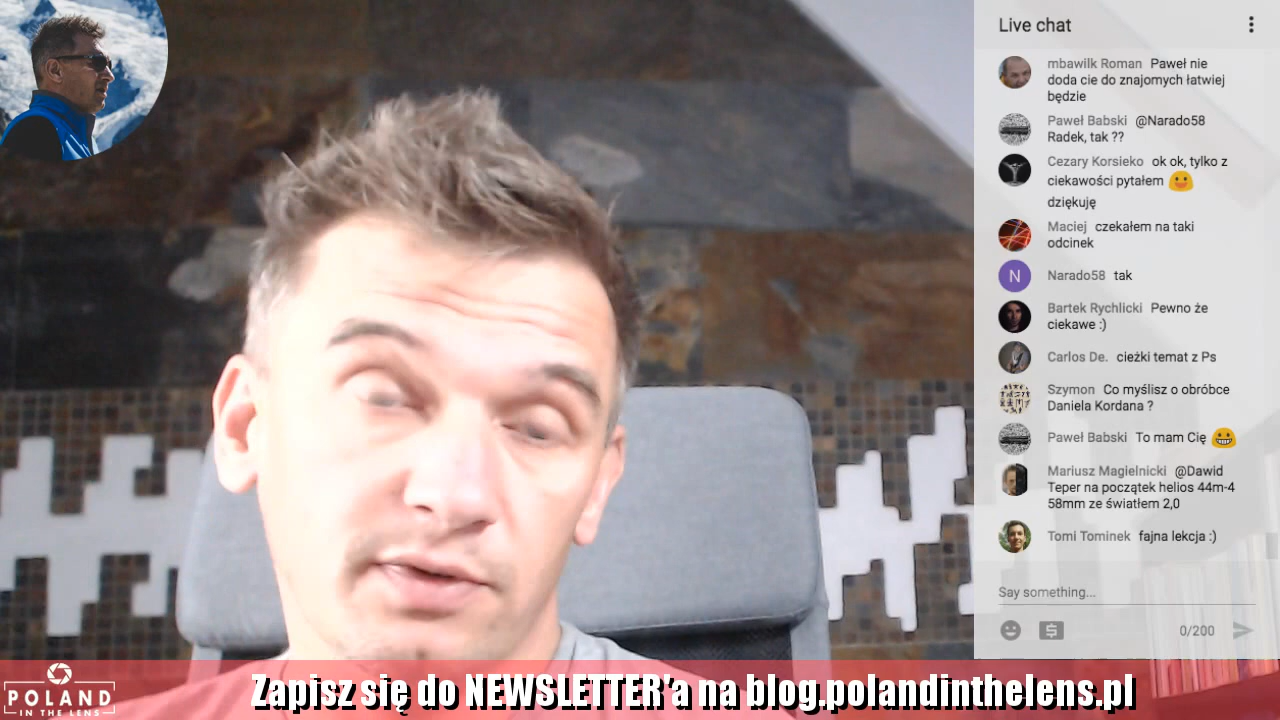 Live chat
mbawilk Roman Paweł nie
doda cie do znajomych łatwiej
będzie
Paweł Babski @Narado58
Radek, tak ??
Cezary Korsieko ok ok, tylko z
ciekawości pytałem 😃
dziękuję
Maciej czekałem na taki
odcinek
N Narado58 tak
Bartek Rychlicki Pewno że
ciekawe :)
Carlos De. cieżki temat z Ps
Szymon Co myślisz o obróbce
Daniela Kordana ?
Paweł Babski To mam Cię 😁
Mariusz Magielnicki @Dawid
Teper na początek helios 44m-4
58mm ze światłem 2,0
Tomi Tominek fajna lekcja :)
Say something...
0/200
POLAND
IN THE LENS
Zapisz się do NEWSLETTER'a na blog.polandinthelens.pl